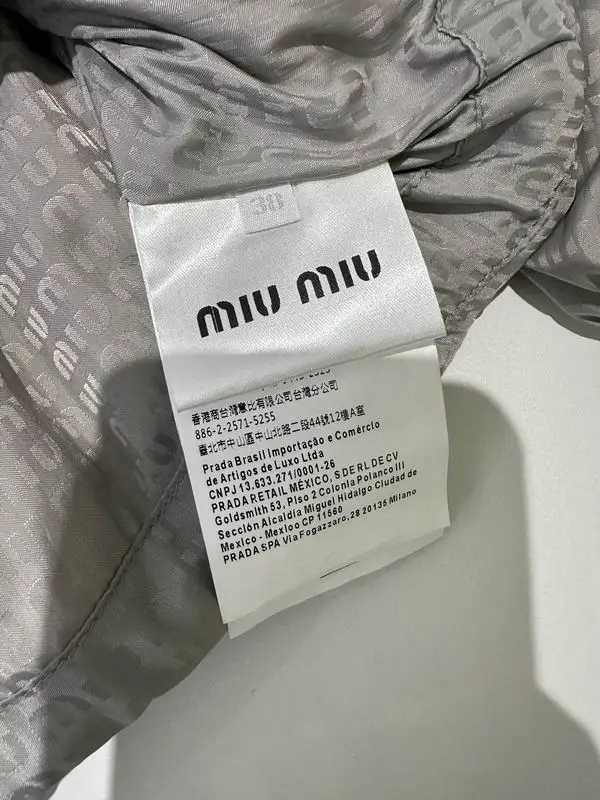 38
miu miu
香港商台灣意比有限公司台灣分公司
886-2-2571-5255
臺北市中山區中山北路二段44號12樓A室
Prada Brasil Importação e Comércio
de Artigos de Luxo Ltda
CNPJ 13.633.271/0001-26
PRADA RETAIL MÉXICO, S DE RL DE CV
Goldsmith 53, Piso 2 Colonia Polanco III
Sección Alcaldía Miguel Hidalgo Ciudad de
Mexico - Mexloo CP 11560
PRADA SPA Via Fogazzaro, 28 20135 Milano